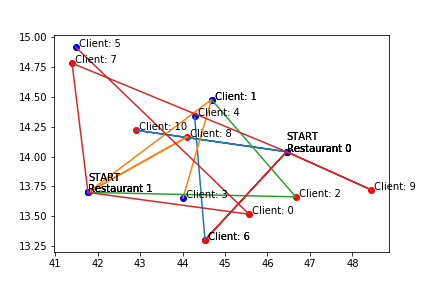 15.00
Client: 5
14.75
Client: 7
14.50
Client: 1
Client: 4
14.25
Client: 10
Client: 8
START
Restaurant 0
14.00
START
Restaurant 1
13.75
Client: 9
Client: 3
Client: 2
13.50
Client: 0
Client: 6
13.25
41 42 43 44 45 46 47 48